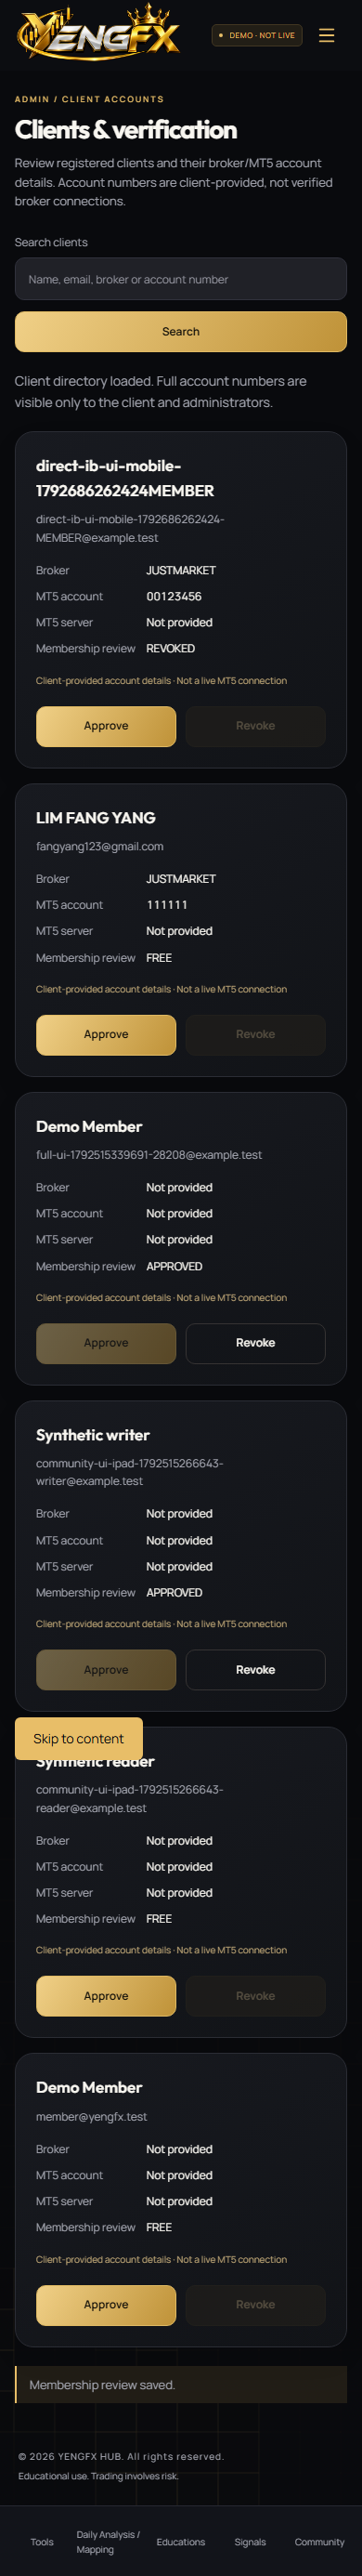 YENGFX
DEMO · NOT LIVE
ADMIN / CLIENT ACCOUNTS
Clients & verification
Review registered clients and their broker/MT5 account
details. Account numbers are client-provided, not verified
broker connections.
Search clients
Name, email, broker or account number
Search
Client directory loaded. Full account numbers are
visible only to the client and administrators.
direct-ib-ui-mobile-
1792686262424MEMBER
direct-ib-ui-mobile-1792686262424-
MEMBER@example.test
Broker JUSTMARKET
MT5 account 00123456
MT5 server Not provided
Membership review REVOKED
Client-provided account details · Not a live MT5 connection
Approve Revoke
LIM FANG YANG
fangyang123@gmail.com
Broker JUSTMARKET
MT5 account 111111
MT5 server Not provided
Membership review FREE
Client-provided account details · Not a live MT5 connection
Approve Revoke
Demo Member
full-ui-1792515339691-28208@example.test
Broker Not provided
MT5 account Not provided
MT5 server Not provided
Membership review APPROVED
Client-provided account details · Not a live MT5 connection
Approve Revoke
Synthetic writer
community-ui-ipad-1792515266643-
writer@example.test
Broker Not provided
MT5 account Not provided
MT5 server Not provided
Membership review APPROVED
Client-provided account details · Not a live MT5 connection
Approve Revoke
Skip to content
Synthetic reader
community-ui-ipad-1792515266643-
reader@example.test
Broker Not provided
MT5 account Not provided
MT5 server Not provided
Membership review FREE
Client-provided account details · Not a live MT5 connection
Approve Revoke
Demo Member
member@yengfx.test
Broker Not provided
MT5 account Not provided
MT5 server Not provided
Membership review FREE
Client-provided account details · Not a live MT5 connection
Approve Revoke
Membership review saved.
© 2026 YENGFX HUB. All rights reserved.
Educational use. Trading involves risk.
Tools Daily Analysis / Mapping Educations Signals Community